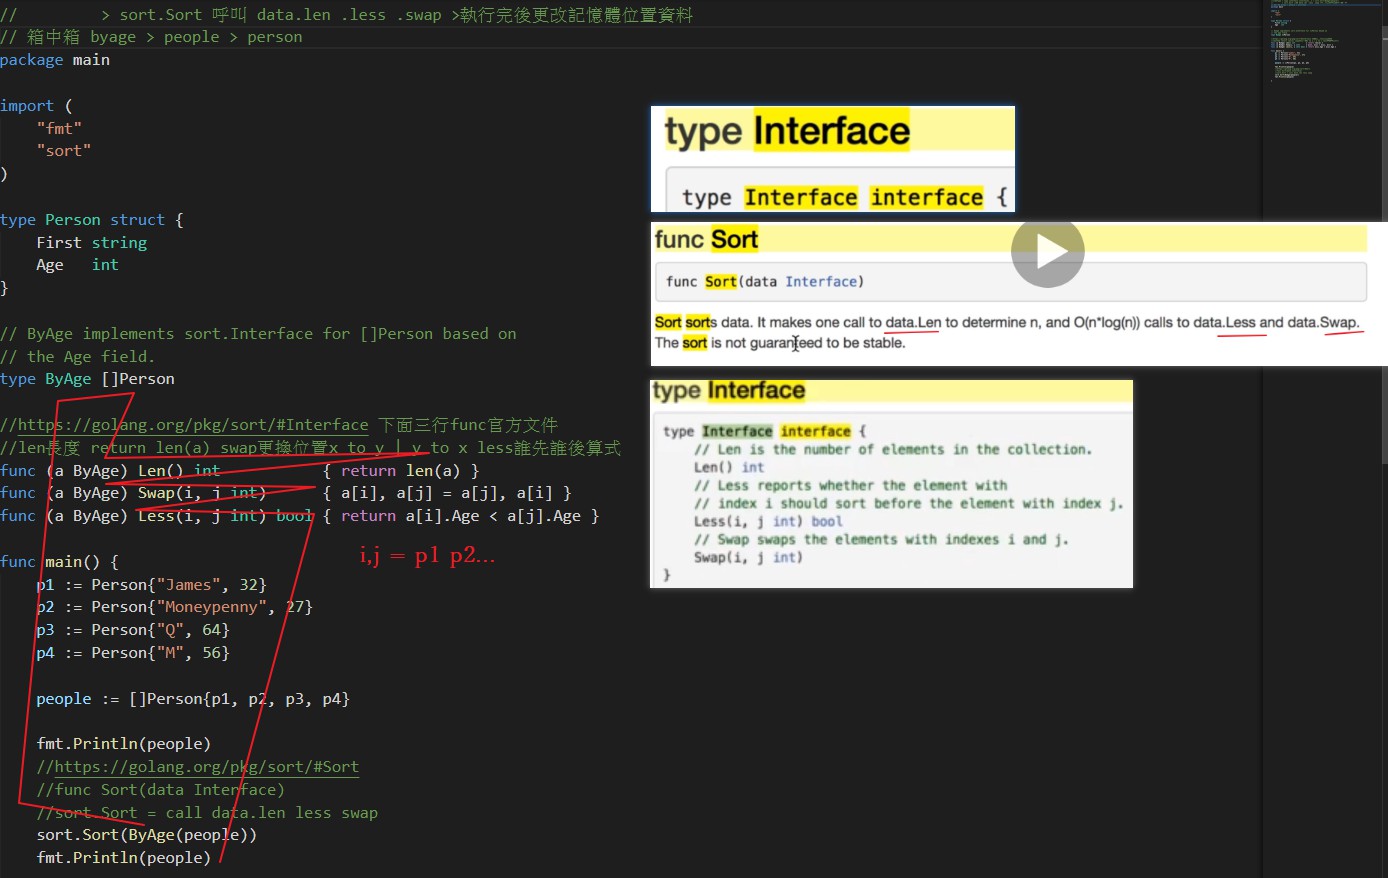 // > sort.Sort 呼叫 data.len .less .swap >執行完後更改記憶體位置資料
// 箱中箱 byage > people > person
package main
import (
"fmt"
"sort"
)
type Person struct {
First string
Age int
}
// ByAge implements sort.Interface for []Person based on
// the Age field.
type ByAge []Person
//https://golang.org/pkg/sort/#Interface 下面三行func官方文件
//len長度 return len(a) swap更換位置x to y | y to x less誰先誰後算式
func (a ByAge) Len() int { return len(a) }
func (a ByAge) Swap(i, j int) { a[i], a[j] = a[j], a[i] }
func (a ByAge) Less(i, j int) bool { return a[i].Age < a[j].Age }
i,j = p1 p2...
func main() {
p1 := Person{"James", 32}
p2 := Person{"Moneypenny", 27}
p3 := Person{"Q", 64}
p4 := Person{"M", 56}
people := []Person{p1, p2, p3, p4}
fmt.Println(people)
//https://golang.org/pkg/sort/#Sort
//func Sort(data Interface)
//sort.Sort = call data.len less swap
sort.Sort(ByAge(people))
fmt.Println(people)
type Interface
type Interface interface {
func Sort
func Sort(data Interface)
Sort sorts data. It makes one call to data.Len to determine n, and O(n*log(n)) calls to data.Less and data.Swap.
The sort is not guaranteed to be stable.
type Interface
type Interface interface {
// Len is the number of elements in the collection.
Len() int
// Less reports whether the element with
// index i should sort before the element with index j.
Less(i, j int) bool
// Swap swaps the elements with indexes i and j.
Swap(i, j int)
}